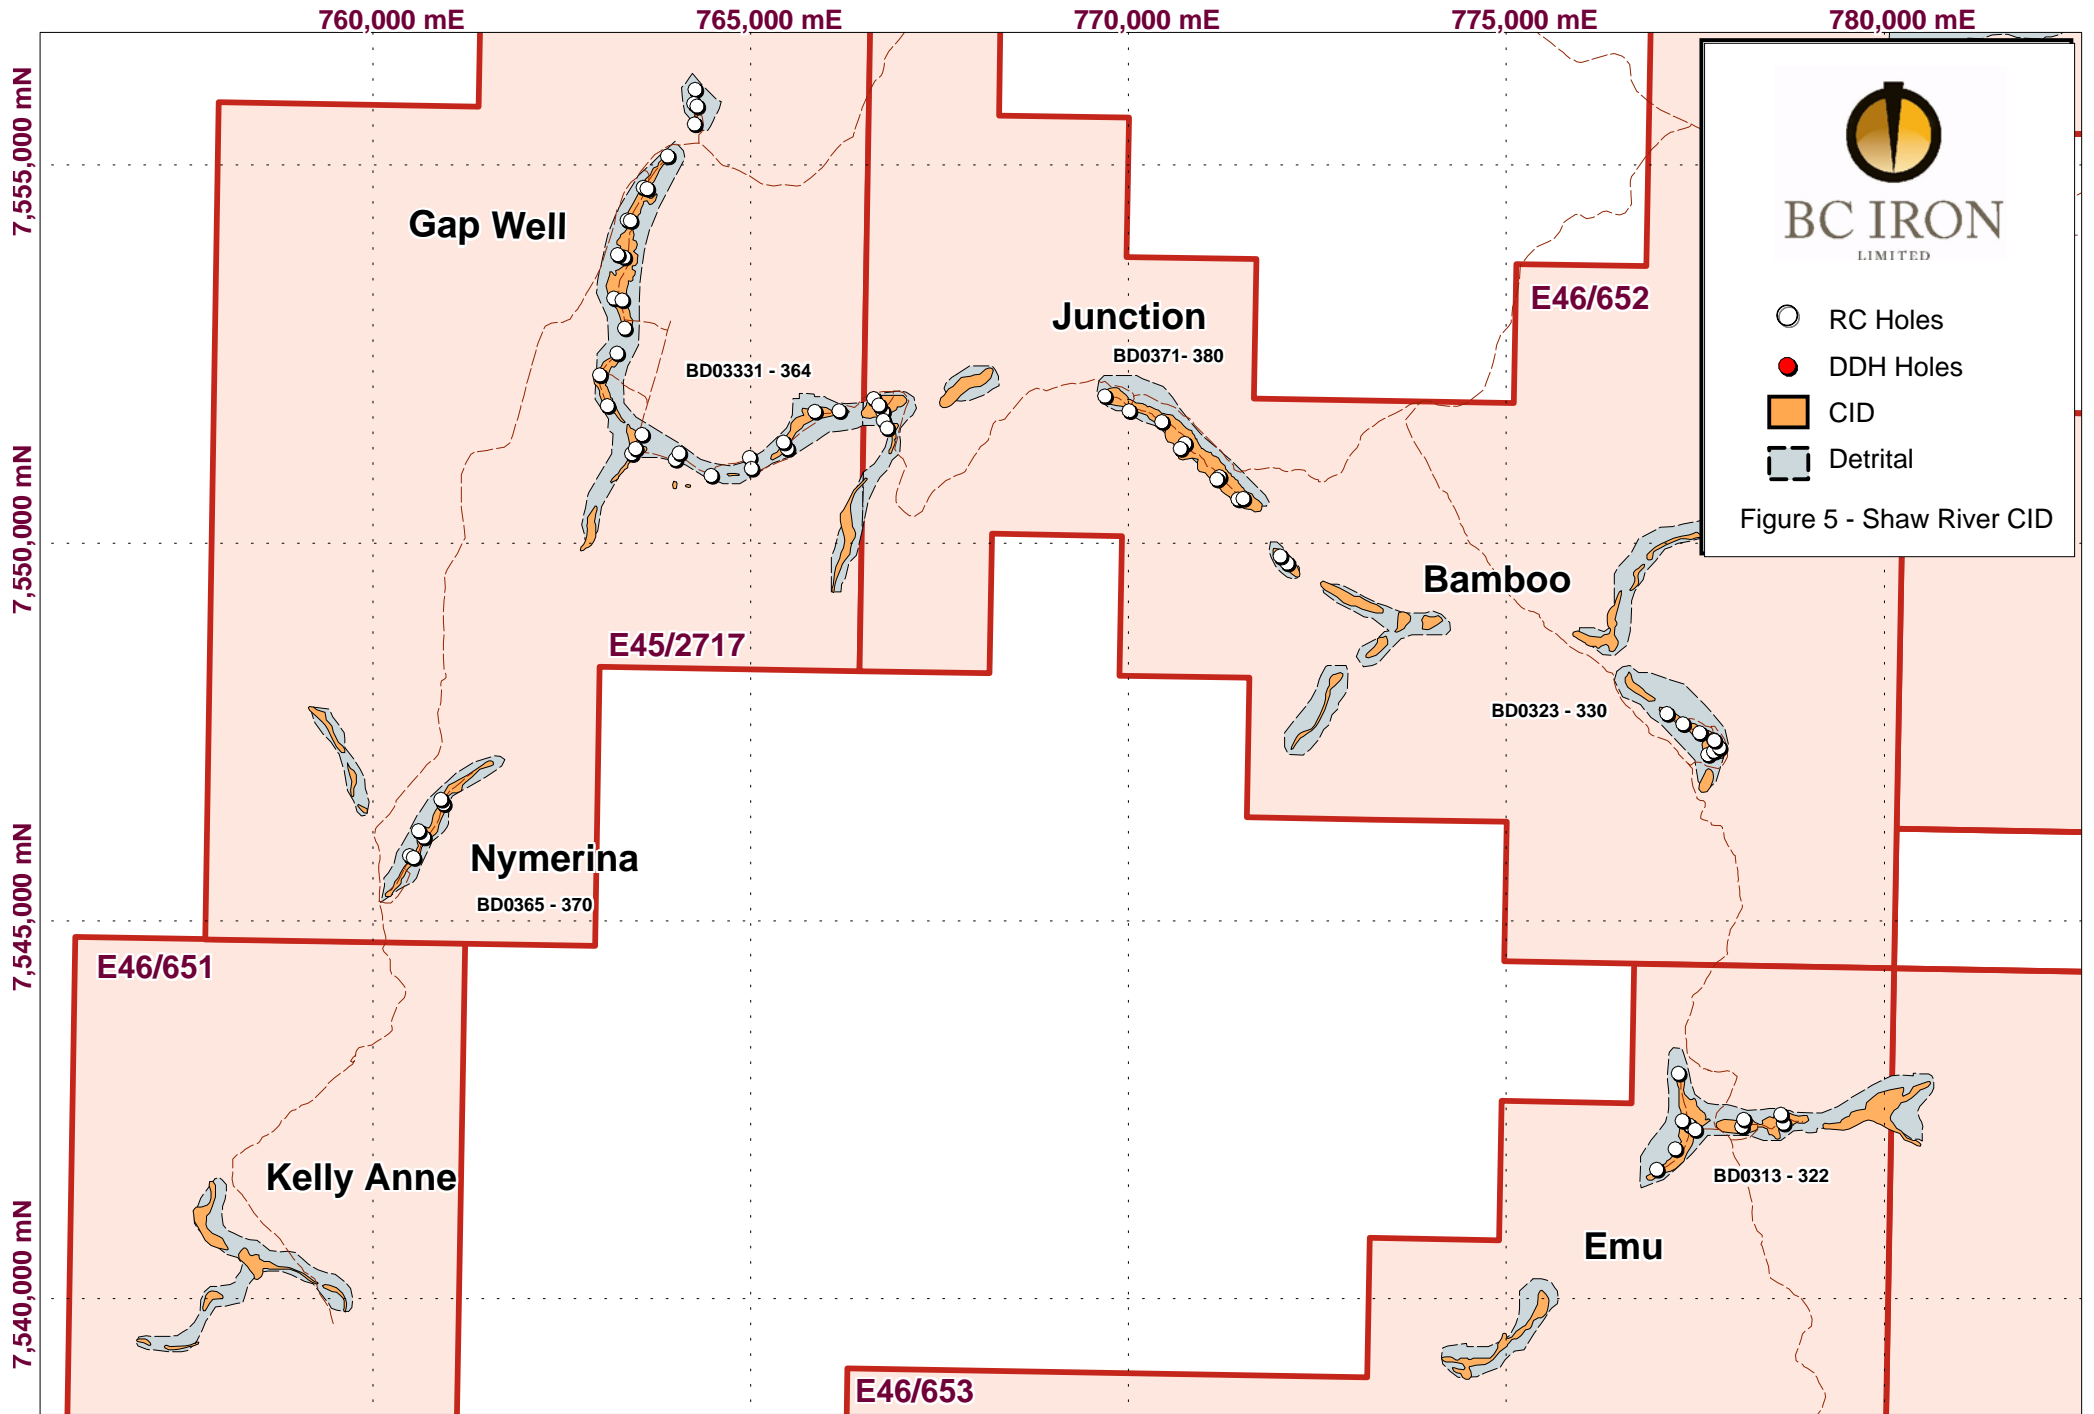 760,000 mE
765,000 mE
770,000 mE
775,000 mE
780,000 mE
7,555,000 mN
7,550,000 mN
7,545,000 mN
7,540,000 mN
BC IRON
LIMITED
RC Holes
DDH Holes
CID
Detrital
Figure 5 - Shaw River CID
Gap Well
BD03331 - 364
Junction
BD0371- 380
E46/652
Bamboo
BD0323 - 330
E45/2717
Nymerina
BD0365 - 370
E46/651
Kelly Anne
BD0313 - 322
Emu
E46/653